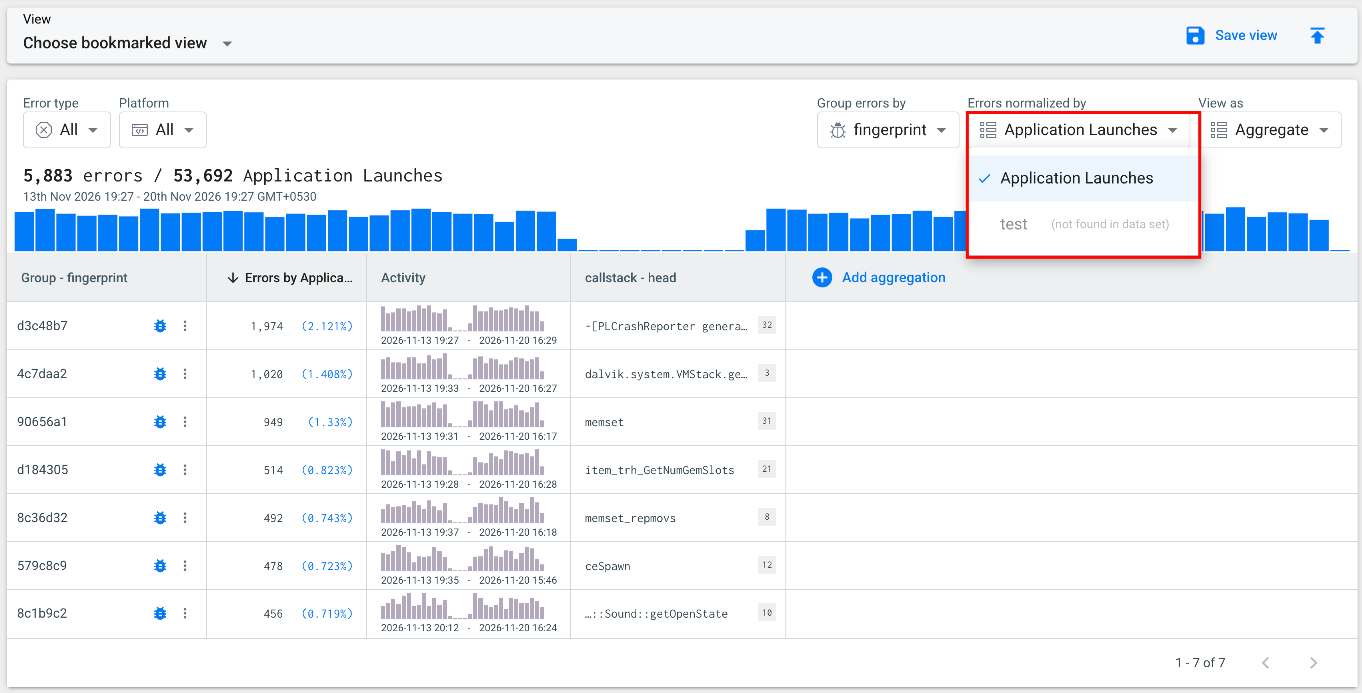 View
Choose bookmarked view
Save view
Error type
Platform
Group errors by
Errors normalized by
View as
All
All
fingerprint
Application Launches
Aggregate
Application Launches
test (not found in data set)
5,883 errors / 53,692 Application Launches
13th Nov 2026 19:27 - 20th Nov 2026 19:27 GMT+0530
Group - fingerprint
Errors by Applica...
Activity
callstack - head
Add aggregation
d3c48b7
1,974 (2.121%)
2026-11-13 19:27 - 2026-11-20 16:29
-[PLCrashReporter genera… 32
4c7daa2
1,020 (1.408%)
2026-11-13 19:33 - 2026-11-20 16:27
dalvik.system.VMStack.ge… 3
90656a1
949 (1.33%)
2026-11-13 19:31 - 2026-11-20 16:17
memset 31
d184305
514 (0.823%)
2026-11-13 19:28 - 2026-11-20 16:28
item_trh_GetNumGemSlots 21
8c36d32
492 (0.743%)
2026-11-13 19:37 - 2026-11-20 16:18
memset_repmovs 8
579c8c9
478 (0.723%)
2026-11-13 19:35 - 2026-11-20 15:46
ceSpawn 12
8c1b9c2
456 (0.719%)
2026-11-13 20:12 - 2026-11-20 16:24
…::Sound::getOpenState 10
1 - 7 of 7